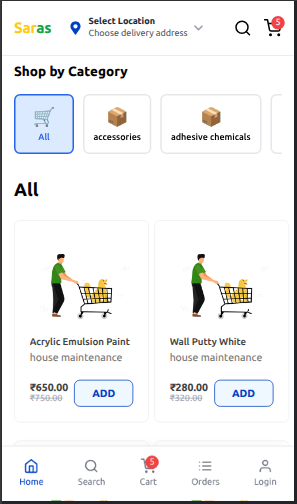 Saras
Select Location
Choose delivery address
5
Shop by Category
All
accessories
adhesive chemicals
All
Acrylic Emulsion Paint
house maintenance
₹650.00
₹750.00
ADD
Wall Putty White
house maintenance
₹280.00
₹320.00
ADD
Home
Search
5
Cart
Orders
Login